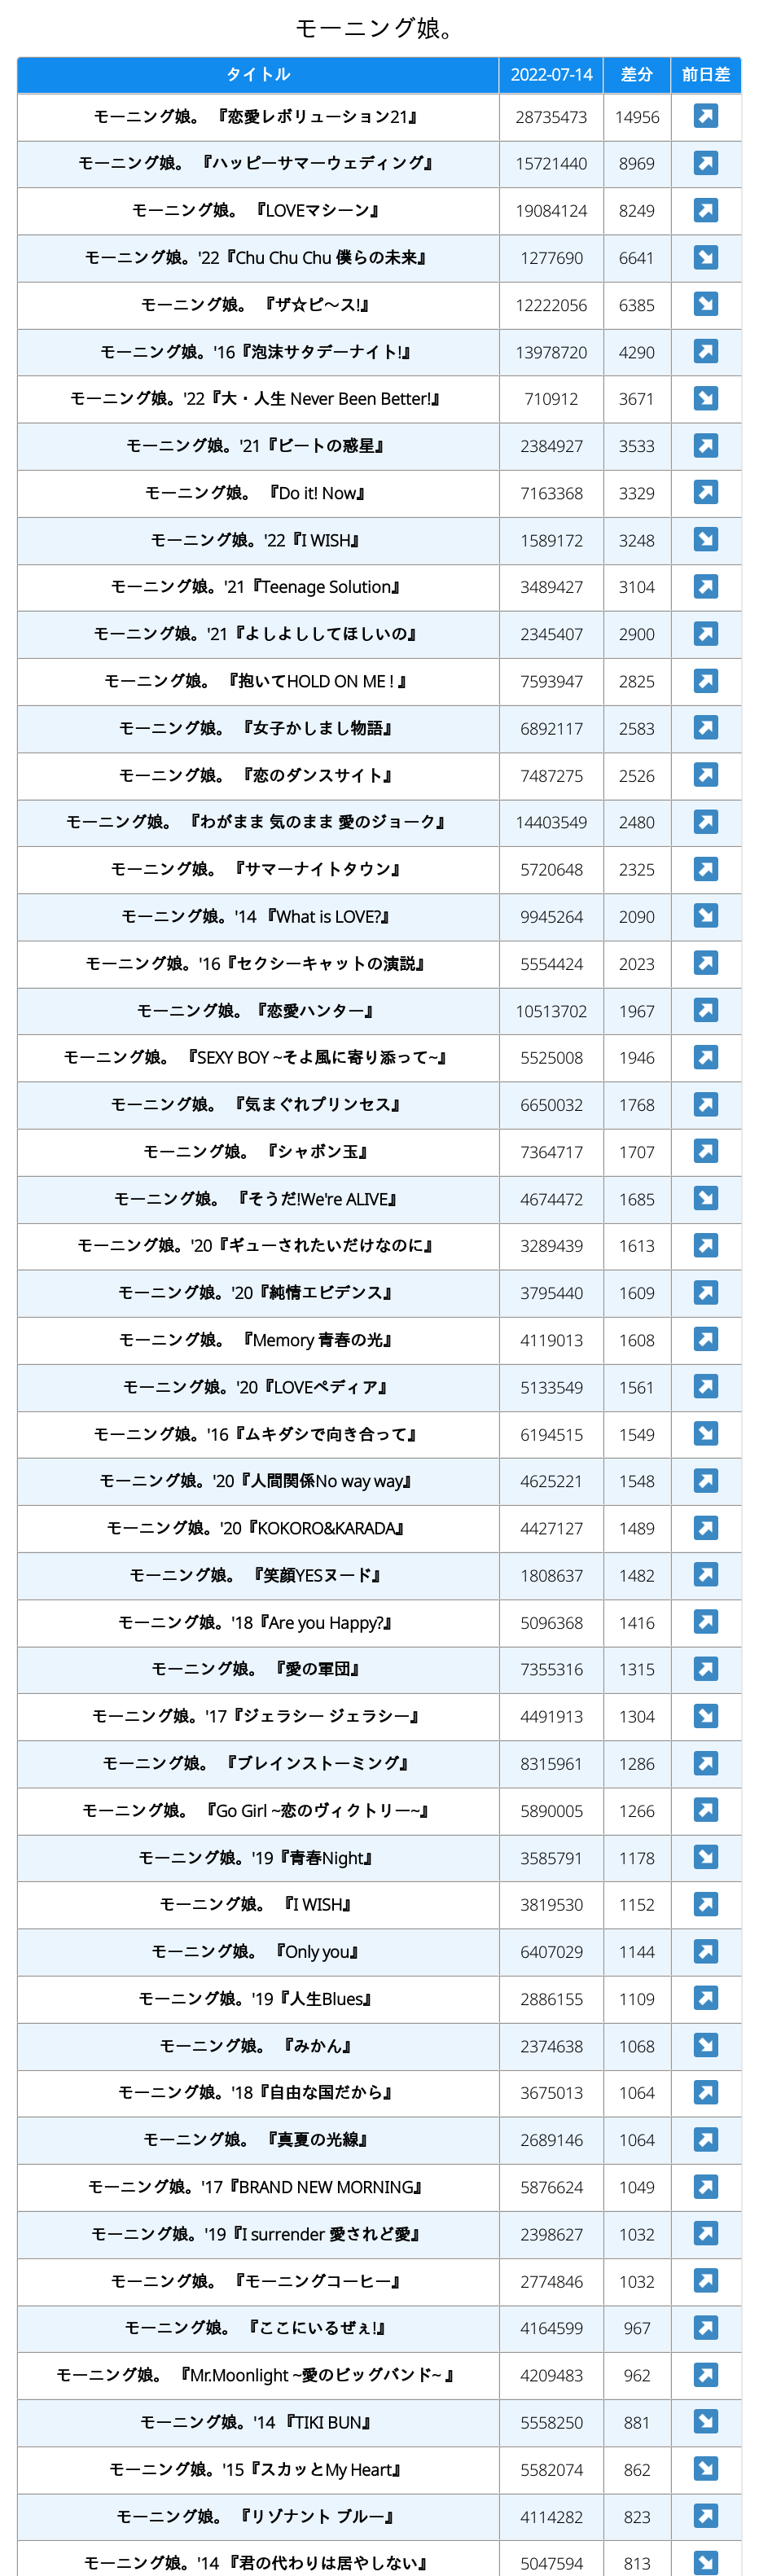 モーニング娘。
タイトル 2022-07-14 差分 前日差
モーニング娘。 『恋愛レボリューション21』 28735473 14956 ↗
モーニング娘。 『ハッピーサマーウェディング』 15721440 8969 ↗
モーニング娘。 『LOVEマシーン』 19084124 8249 ↗
モーニング娘。'22『Chu Chu Chu 僕らの未来』 1277690 6641 ↘
モーニング娘。 『ザ☆ピ〜ス!』 12222056 6385 ↘
モーニング娘。'16『泡沫サタデーナイト!』 13978720 4290 ↗
モーニング娘。'22『大・人生 Never Been Better!』 710912 3671 ↘
モーニング娘。'21『ビートの惑星』 2384927 3533 ↗
モーニング娘。 『Do it! Now』 7163368 3329 ↗
モーニング娘。'22『I WISH』 1589172 3248 ↘
モーニング娘。'21『Teenage Solution』 3489427 3104 ↗
モーニング娘。'21『よしよししてほしいの』 2345407 2900 ↗
モーニング娘。 『抱いてHOLD ON ME ! 』 7593947 2825 ↗
モーニング娘。 『女子かしまし物語』 6892117 2583 ↗
モーニング娘。 『恋のダンスサイト』 7487275 2526 ↗
モーニング娘。 『わがまま 気のまま 愛のジョーク』 14403549 2480 ↗
モーニング娘。 『サマーナイトタウン』 5720648 2325 ↗
モーニング娘。'14 『What is LOVE?』 9945264 2090 ↘
モーニング娘。'16『セクシーキャットの演説』 5554424 2023 ↗
モーニング娘。『恋愛ハンター』 10513702 1967 ↗
モーニング娘。 『SEXY BOY ~そよ風に寄り添って~』 5525008 1946 ↗
モーニング娘。 『気まぐれプリンセス』 6650032 1768 ↗
モーニング娘。 『シャボン玉』 7364717 1707 ↗
モーニング娘。 『そうだ!We're ALIVE』 4674472 1685 ↘
モーニング娘。'20『ギューされたいだけなのに』 3289439 1613 ↗
モーニング娘。'20『純情エビデンス』 3795440 1609 ↗
モーニング娘。 『Memory 青春の光』 4119013 1608 ↗
モーニング娘。'20『LOVEペディア』 5133549 1561 ↗
モーニング娘。'16『ムキダシで向き合って』 6194515 1549 ↘
モーニング娘。'20『人間関係No way way』 4625221 1548 ↗
モーニング娘。'20『KOKORO&KARADA』 4427127 1489 ↗
モーニング娘。 『笑顔YESヌード』 1808637 1482 ↗
モーニング娘。'18『Are you Happy?』 5096368 1416 ↗
モーニング娘。 『愛の軍団』 7355316 1315 ↗
モーニング娘。'17『ジェラシー ジェラシー』 4491913 1304 ↘
モーニング娘。 『ブレインストーミング』 8315961 1286 ↗
モーニング娘。 『Go Girl ~恋のヴィクトリー~』 5890005 1266 ↗
モーニング娘。'19『青春Night』 3585791 1178 ↘
モーニング娘。 『I WISH』 3819530 1152 ↗
モーニング娘。 『Only you』 6407029 1144 ↗
モーニング娘。'19『人生Blues』 2886155 1109 ↗
モーニング娘。 『みかん』 2374638 1068 ↘
モーニング娘。'18『自由な国だから』 3675013 1064 ↗
モーニング娘。 『真夏の光線』 2689146 1064 ↗
モーニング娘。'17『BRAND NEW MORNING』 5876624 1049 ↗
モーニング娘。'19『I surrender 愛されど愛』 2398627 1032 ↗
モーニング娘。 『モーニングコーヒー』 2774846 1032 ↗
モーニング娘。 『ここにいるぜぇ!』 4164599 967 ↗
モーニング娘。 『Mr.Moonlight ~愛のビッグバンド~ 』 4209483 962 ↗
モーニング娘。'14 『TIKI BUN』 5558250 881 ↘
モーニング娘。'15『スカッとMy Heart』 5582074 862 ↘
モーニング娘。 『リゾナント ブルー』 4114282 823 ↗
モーニング娘。'14 『君の代わりは居やしない』 5047594 813 ↘